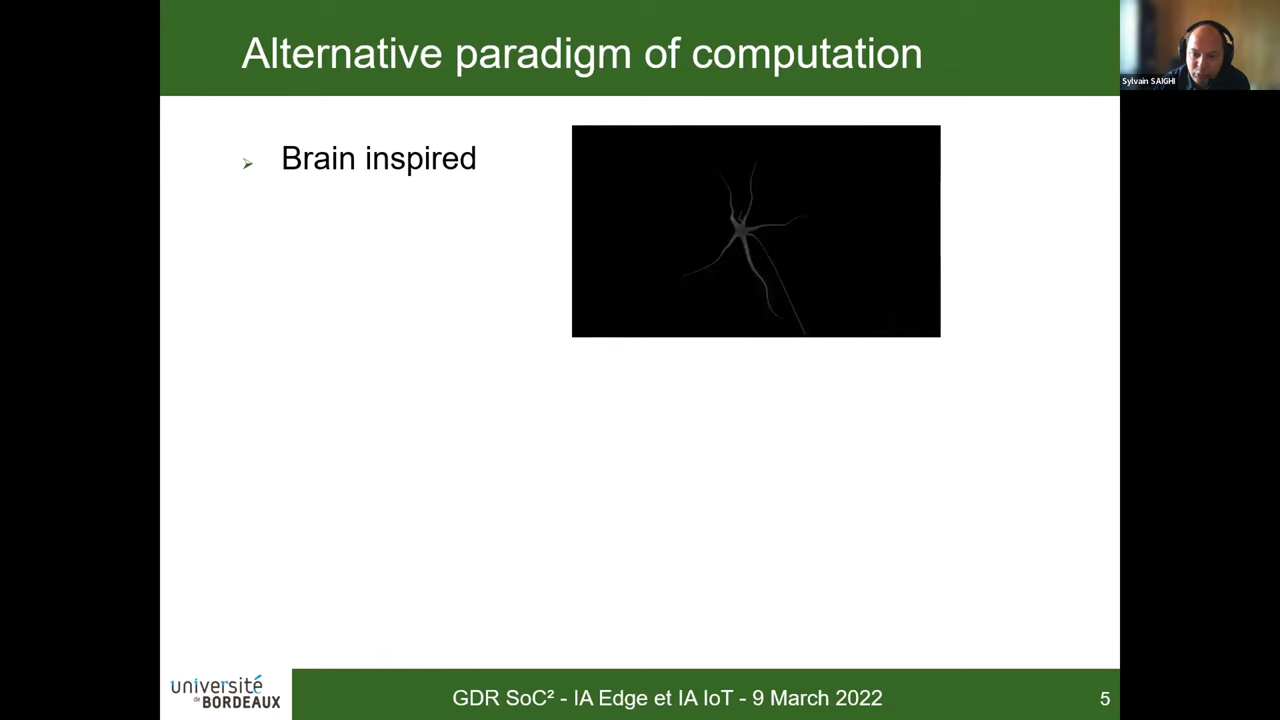 Alternative paradigm of computation
Sylvain SAIGHI
Brain inspired
université
de BORDEAUX
GDR SoC² - IA Edge et IA IoT - 9 March 2022
5